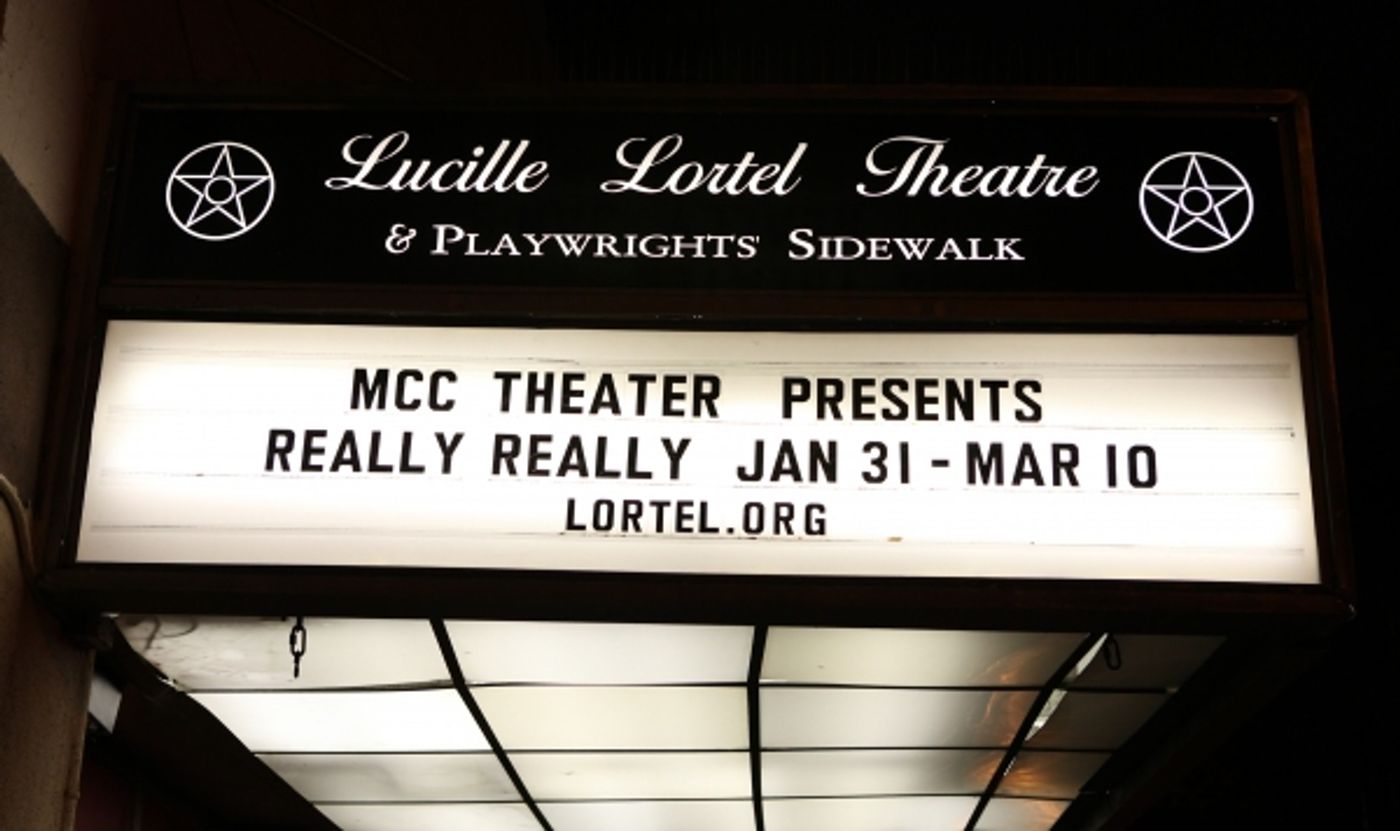 Lucille Lortel Theatre
& PLAYWRIGHTS' SIDEWALK
MCC THEATER PRESENTS
REALLY REALLY JAN 31 - MAR 10
LORTEL.ORG